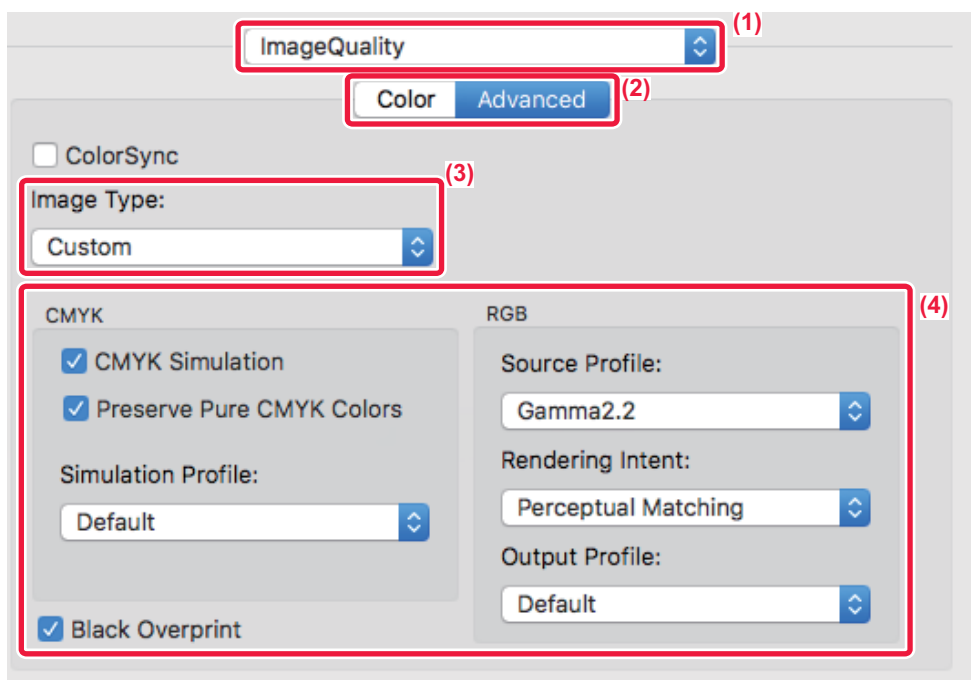 (1)
ImageQuality
Color Advanced
(2)
ColorSync
(3)
Image Type:
Custom
(4)
CMYK
CMYK Simulation
Preserve Pure CMYK Colors
Simulation Profile:
Default
Black Overprint
RGB
Source Profile:
Gamma2.2
Rendering Intent:
Perceptual Matching
Output Profile:
Default